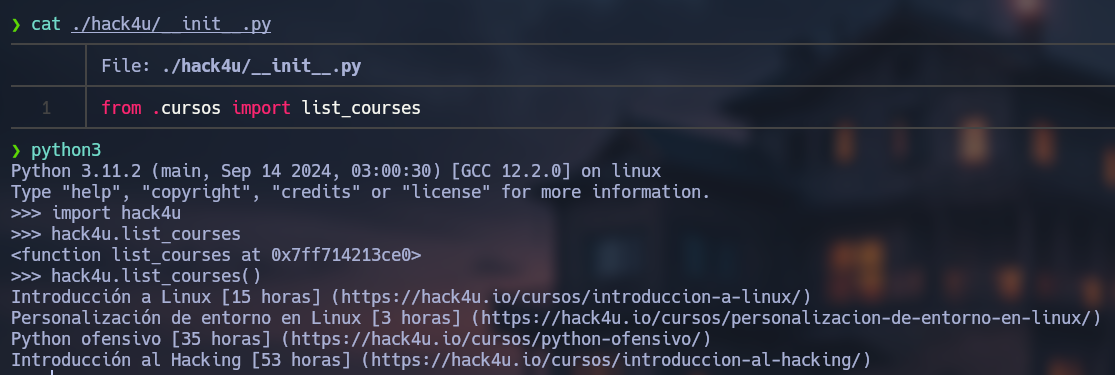 ❯ cat ./hack4u/__init__.py
File: ./hack4u/__init__.py
1 from .cursos import list_courses
❯ python3
Python 3.11.2 (main, Sep 14 2024, 03:00:30) [GCC 12.2.0] on linux
Type "help", "copyright", "credits" or "license" for more information.
>>> import hack4u
>>> hack4u.list_courses
<function list_courses at 0x7ff714213ce0>
>>> hack4u.list_courses()
Introducción a Linux [15 horas] (https://hack4u.io/cursos/introduccion-a-linux/)
Personalización de entorno en Linux [3 horas] (https://hack4u.io/cursos/personalizacion-de-entorno-en-linux/)
Python ofensivo [35 horas] (https://hack4u.io/cursos/python-ofensivo/)
Introducción al Hacking [53 horas] (https://hack4u.io/cursos/introduccion-al-hacking/)